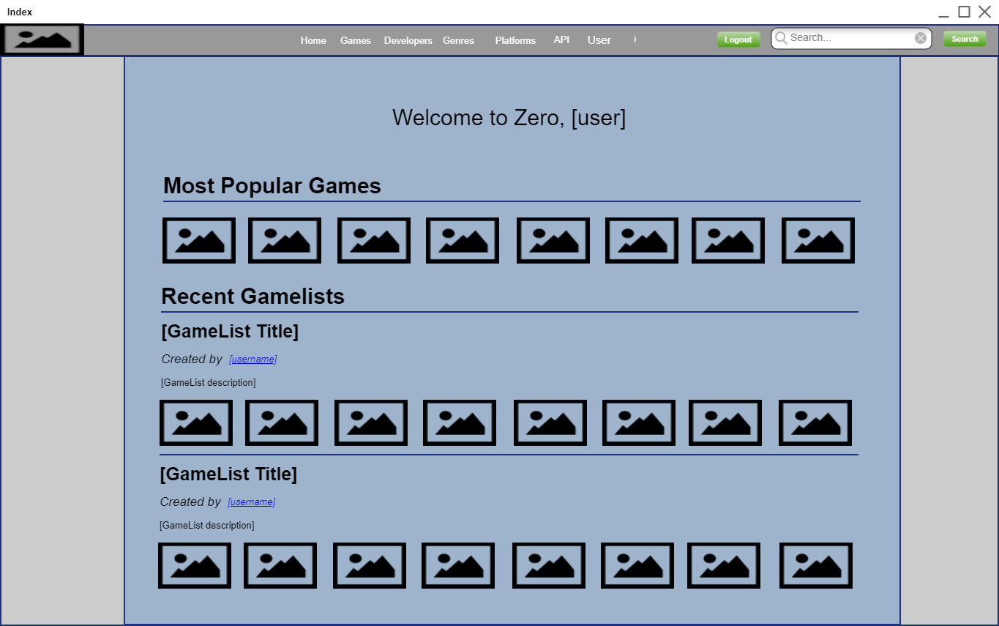 Index
Home Games Developers Genres Platforms API User Logout Search... Search
Welcome to Zero, [user]
Most Popular Games
Recent Gamelists
[GameList Title]
Created by [username]
[GameList description]
[GameList Title]
Created by [username]
[GameList description]